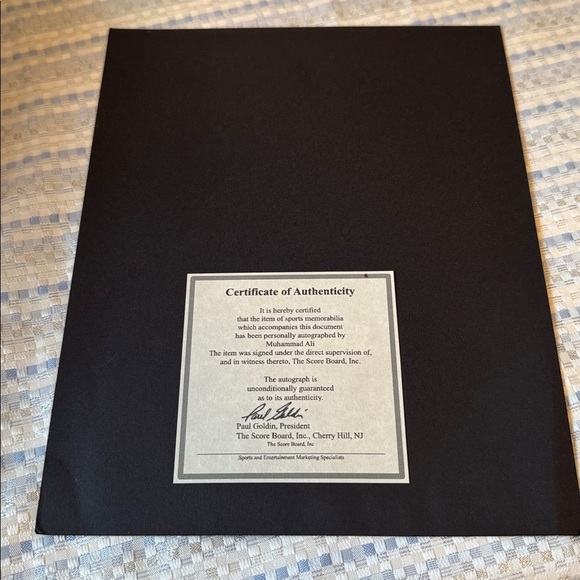 Certificate of Authenticity
It is hereby certified
that the item of sports memorabilia
which accompanies this document
has been personally autographed by
Muhammad Ali
The item was signed under the direct supervision of,
and in witness thereto, The Score Board, Inc.
The autograph is
unconditionally guaranteed
as to its authenticity.
Paul Goldin
Paul Goldin, President
The Score Board, Inc., Cherry Hill, NJ
The Score Board, Inc
Sports and Entertainment Marketing Specialists